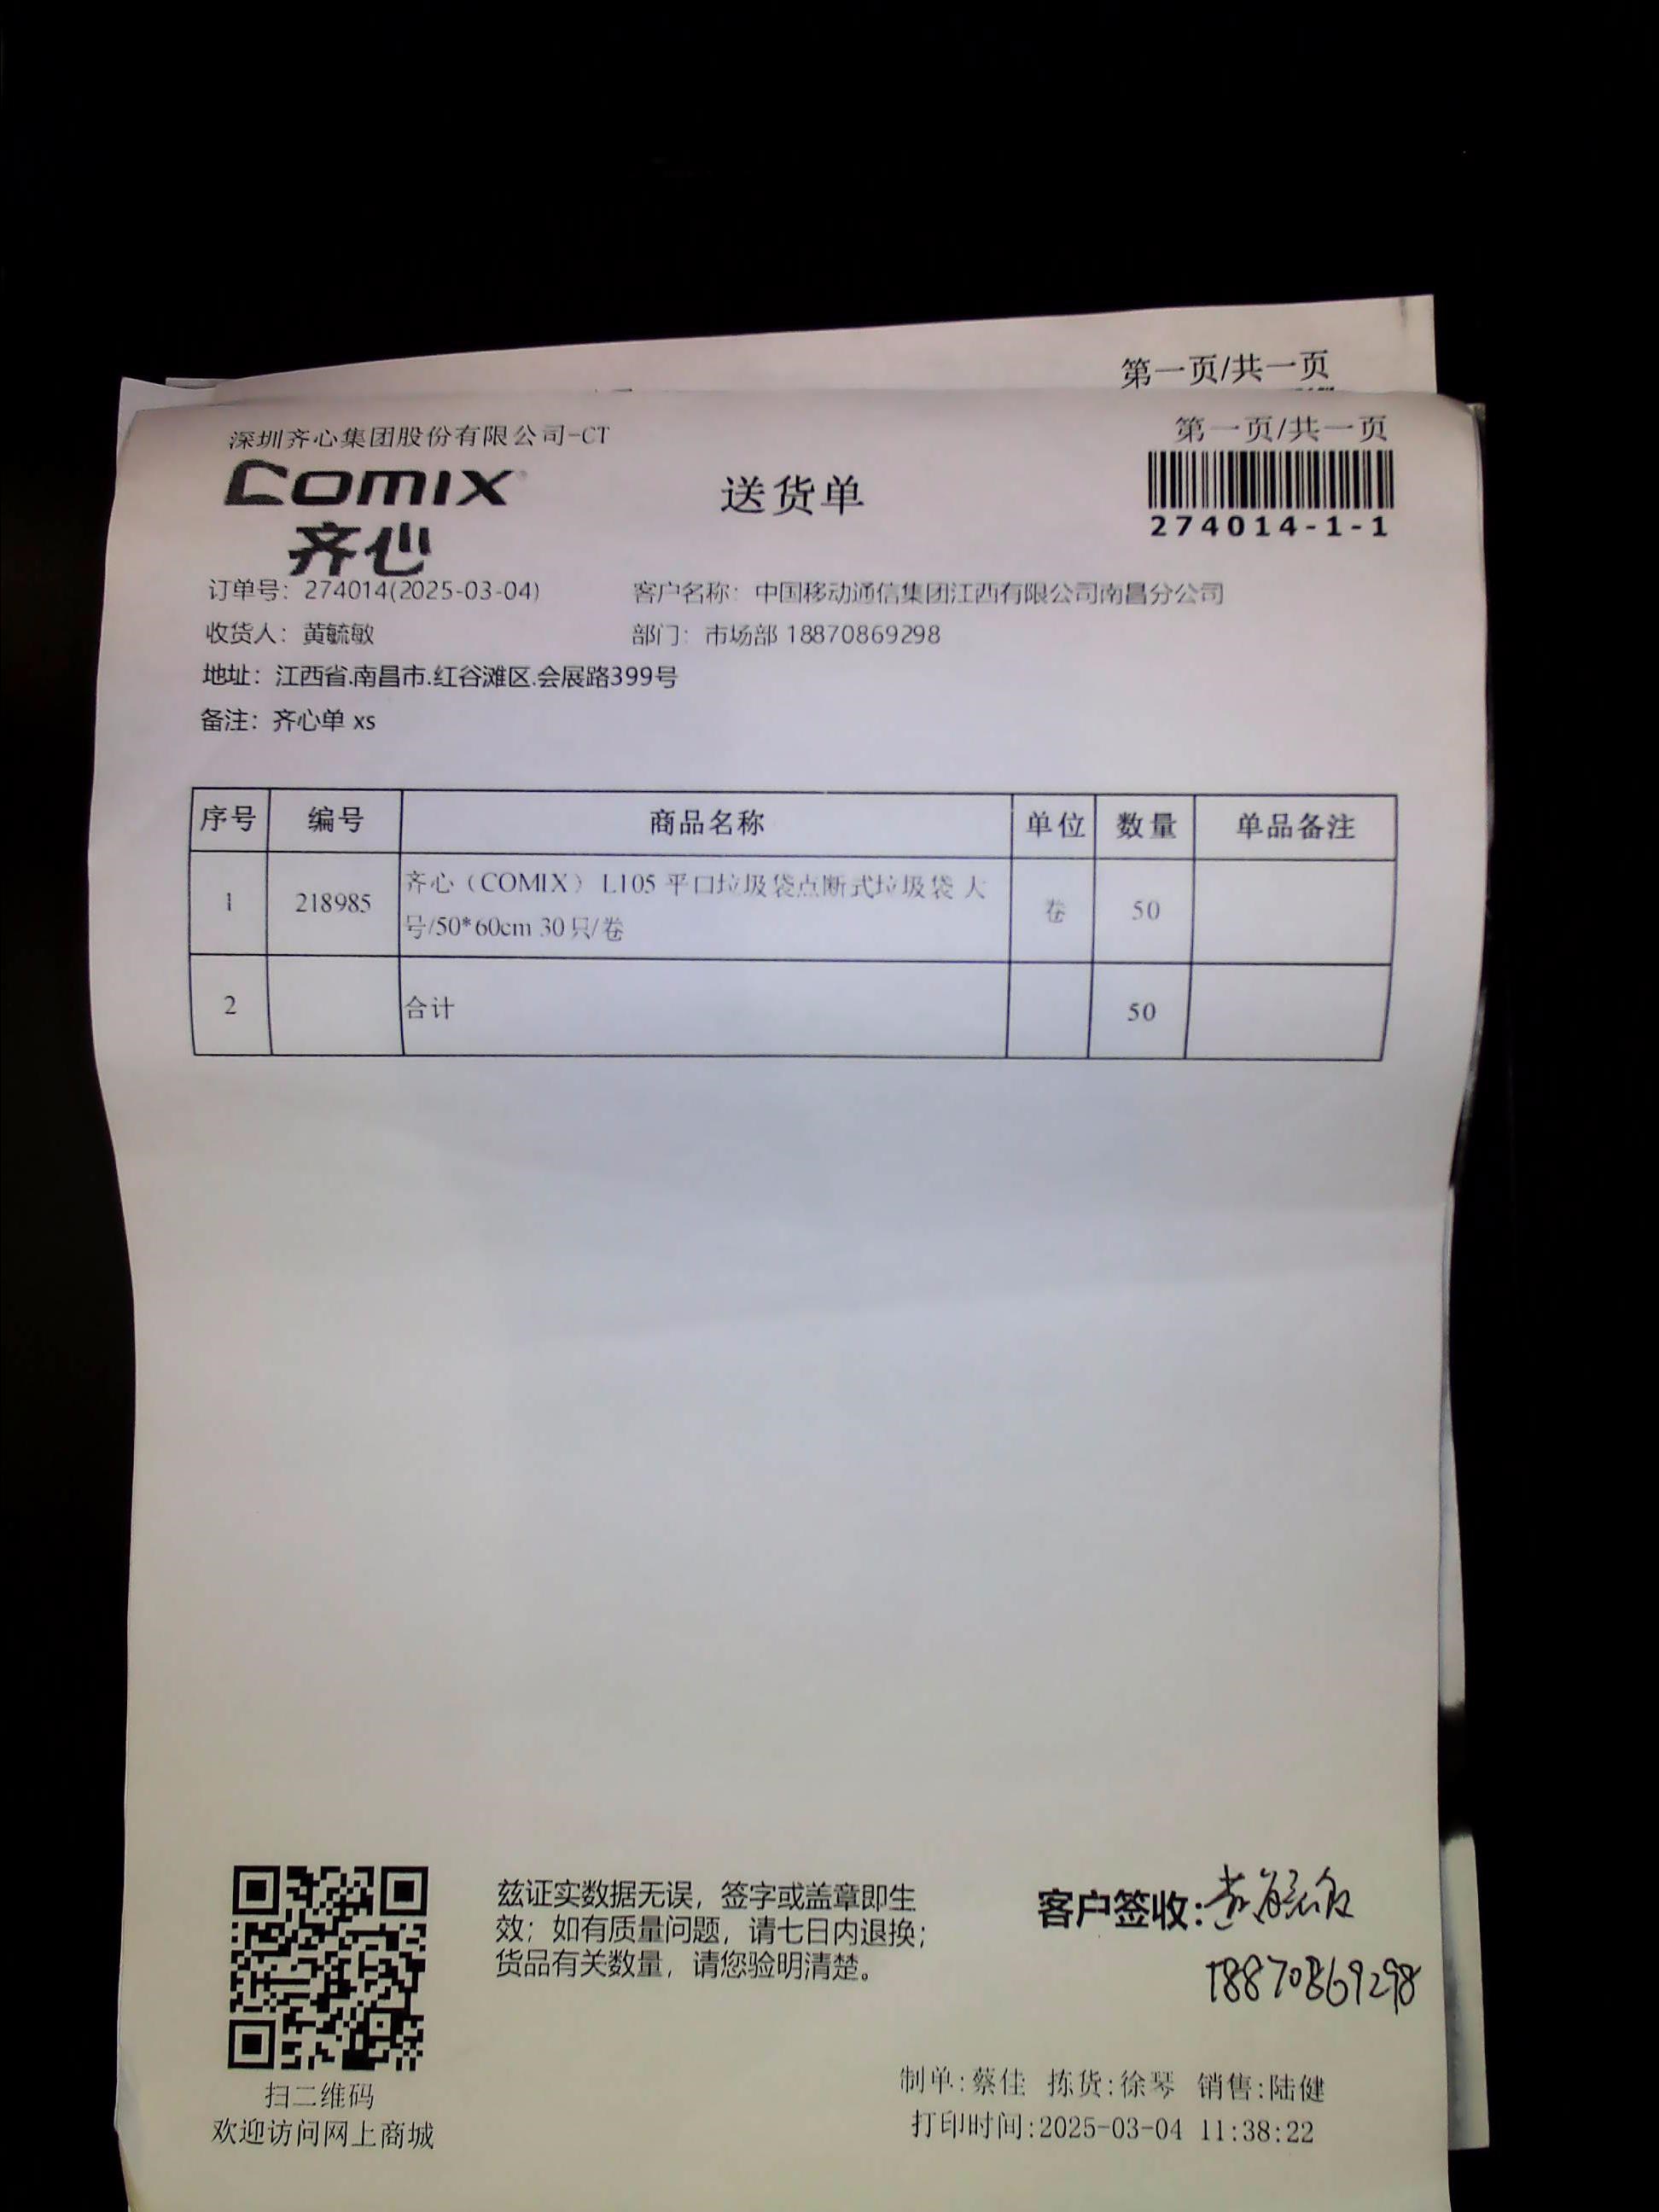 第一页/共一页
深圳齐心集团股份有限公司-CT
第一页/共一页
COMIX
齐心
送货单
274014-1-1
订单号：274014(2025-03-04)
客户名称：中国移动通信集团江西有限公司南昌分公司
收货人：黄毓敏
部门：市场部 18870869298
地址：江西省.南昌市.红谷滩区.会展路399号
备注：齐心单 xs
序号 编号 商品名称 单位 数量 单品备注
1 218985 齐心（COMIX） L105 平口垃圾袋点断式垃圾袋 大 卷 50
号/50*60cm 30只/卷
2 合计 50
兹证实数据无误，签字或盖章即生
效；如有质量问题，请七日内退换；
货品有关数量，请您验明清楚。
客户签收:黄毓敏
18870869298
扫二维码
欢迎访问网上商城
制单:蔡佳 拣货:徐琴 销售:陆健
打印时间:2025-03-04 11:38:22